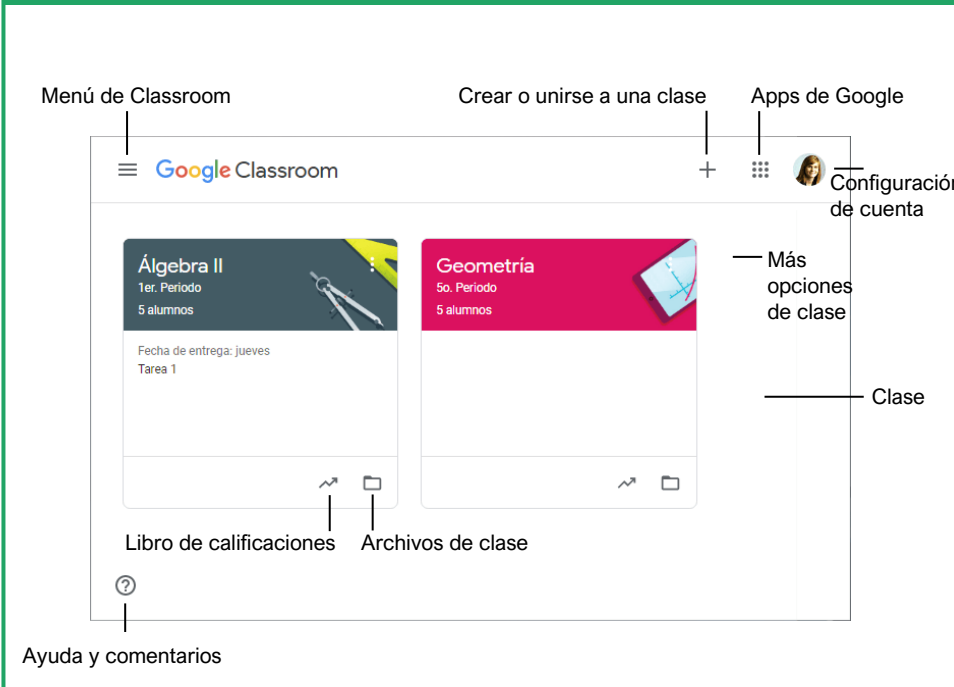 Menú de Classroom
Crear o unirse a una clase
Apps de Google
Google Classroom
Configuración
de cuenta
Álgebra II
1er. Periodo
5 alumnos
Geometría
5o. Periodo
5 alumnos
Más
opciones
de clase
Fecha de entrega: jueves
Tarea 1
Clase
Libro de calificaciones
Archivos de clase
Ayuda y comentarios